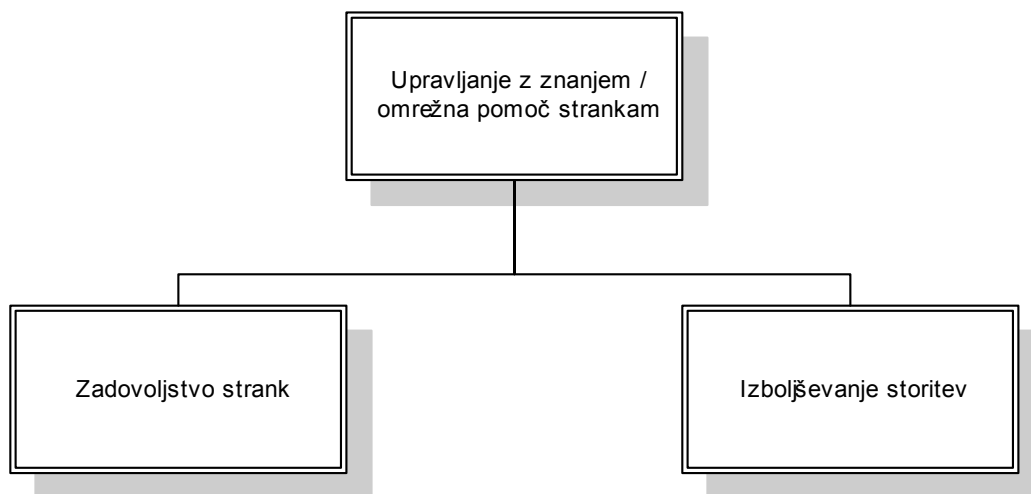 Upravljanje z znanjem /
omrežna pomoč strankam
Zadovoljstvo strank
Izboljševanje storitev